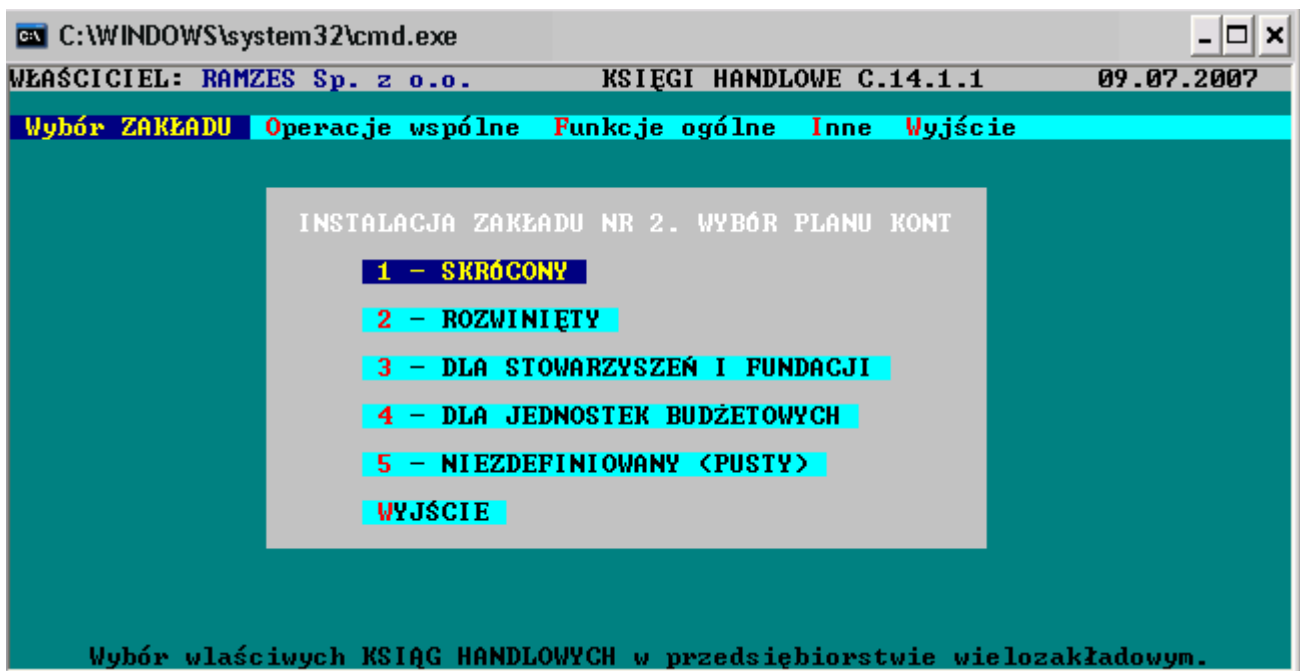 C:\WINDOWS\system32\cmd.exe
WŁAŚCICIEL: RAMZES Sp. z o.o. KSIĘGI HANDLOWE C.14.1.1 09.07.2007
Wybór ZAKŁADU Operacje wspólne Funkcje ogólne Inne Wyjście
INSTALACJA ZAKŁADU NR 2. WYBÓR PLANU KONT
1 - SKRÓCONY
2 - ROZWINIĘTY
3 - DLA STOWARZYSZEŃ I FUNDACJI
4 - DLA JEDNOSTEK BUDŻETOWYCH
5 - NIEZDEFINIOWANY (PUSTY)
WYJŚCIE
Wybór wlaściwych KSIĄG HANDLOWYCH w przedsiębiorstwie wielozakładowym.